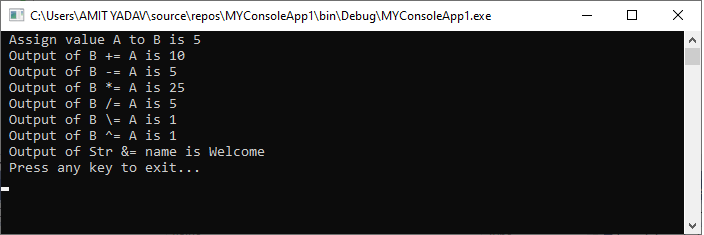 C:\Users\AMIT YADAV\source\repos\MYConsoleApp1\bin\Debug\MYConsoleApp1.exe
Assign value A to B is 5
Output of B += A is 10
Output of B -= A is 5
Output of B *= A is 25
Output of B /= A is 5
Output of B \= A is 1
Output of B ^= A is 1
Output of Str &= name is Welcome
Press any key to exit...